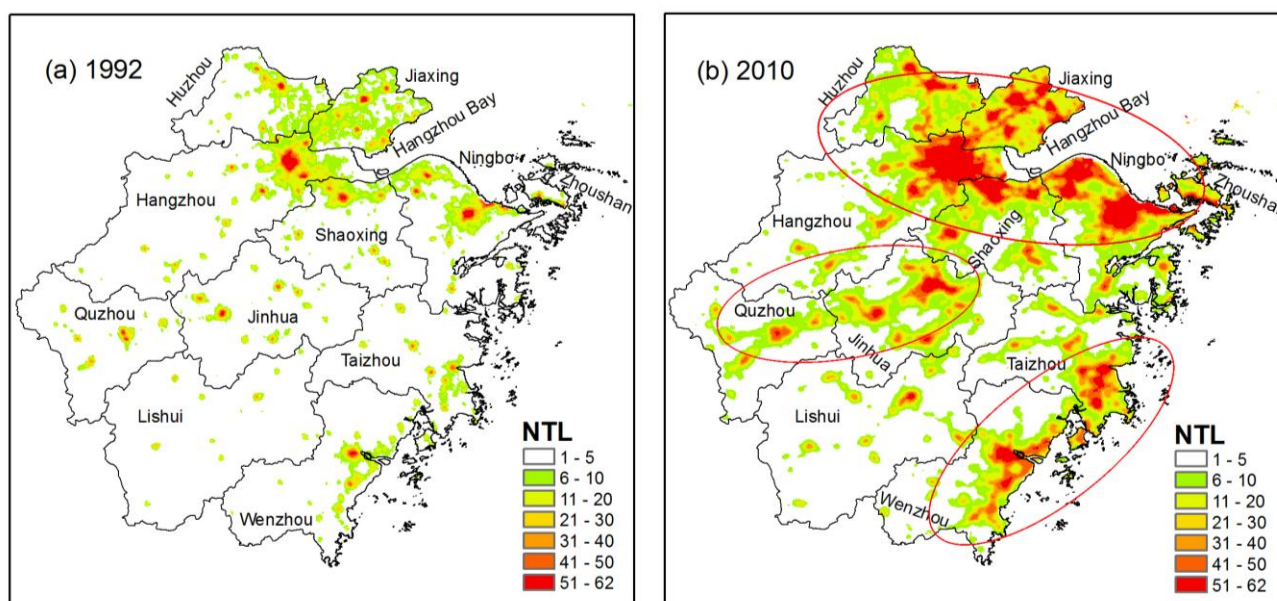 (a) 1992
Huzhou
Jiaxing
Hangzhou Bay
Ningbo
Zhoushan
Hangzhou
Shaoxing
Quzhou
Jinhua
Taizhou
Lishui
Wenzhou
NTL
1 - 5
6 - 10
11 - 20
21 - 30
31 - 40
41 - 50
51 - 62
(b) 2010
Huzhou
Jiaxing
Hangzhou Bay
Ningbo
Zhoushan
Hangzhou
Shaoxing
Quzhou
Jinhua
Taizhou
Lishui
Wenzhou
NTL
1 - 5
6 - 10
11 - 20
21 - 30
31 - 40
41 - 50
51 - 62